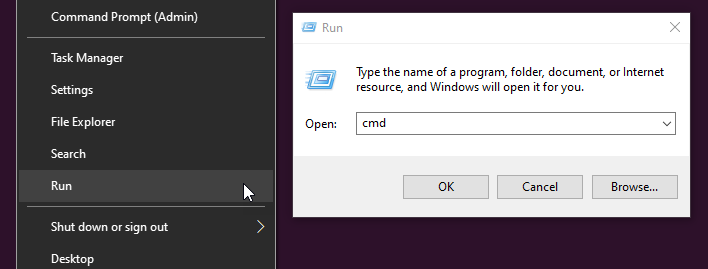 Command Prompt (Admin)
Task Manager
Settings
File Explorer
Search
Run
Shut down or sign out
Desktop
Run
Type the name of a program, folder, document, or Internet
resource, and Windows will open it for you.
Open:
cmd
OK
Cancel
Browse...